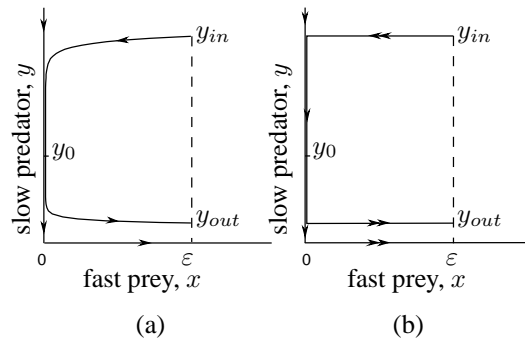 slow predator, y
y_in
y_0
y_out
0
ε
fast prey, x
(a)
slow predator, y
y_in
y_0
y_out
0
ε
fast prey, x
(b)